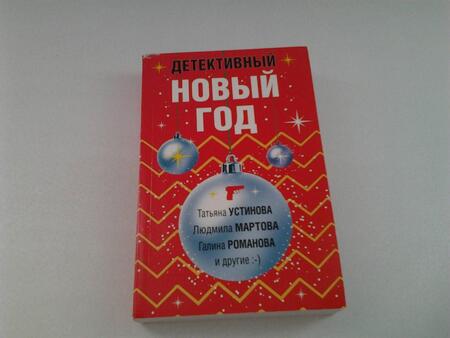 ДЕТЕКТИВНЫЙ
НОВЫЙ
ГОД
Татьяна УСТИНОВА
Людмила МАРТОВА
Галина РОМАНОВА
и другие :-)